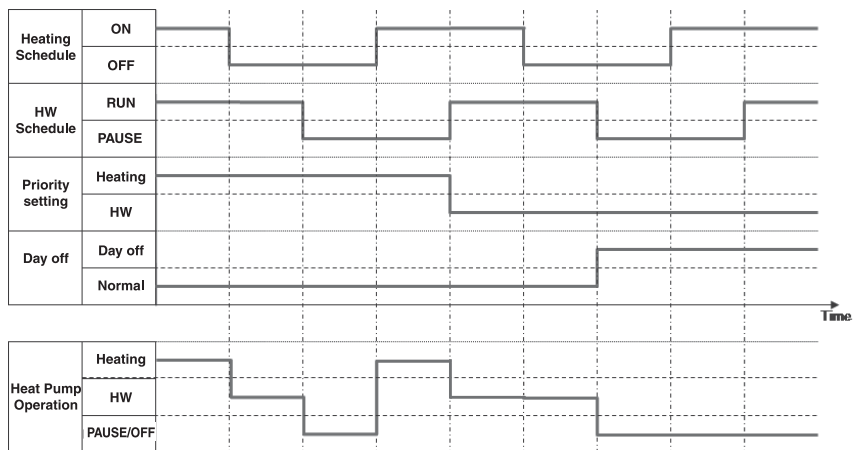 Heating
Schedule
ON
OFF
HW
Schedule
RUN
PAUSE
Priority
setting
Heating
HW
Day off
Day off
Normal
Time
Heat Pump
Operation
Heating
HW
PAUSE/OFF